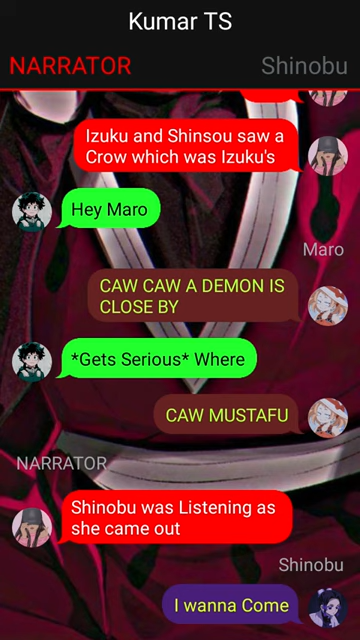 Kumar TS
NARRATOR
Shinobu
Izuku and Shinsou saw a
Crow which was Izuku's
Hey Maro
Maro
CAW CAW A DEMON IS
CLOSE BY
*Gets Serious* Where
CAW MUSTAFU
NARRATOR
Shinobu was Listening as
she came out
Shinobu
I wanna Come